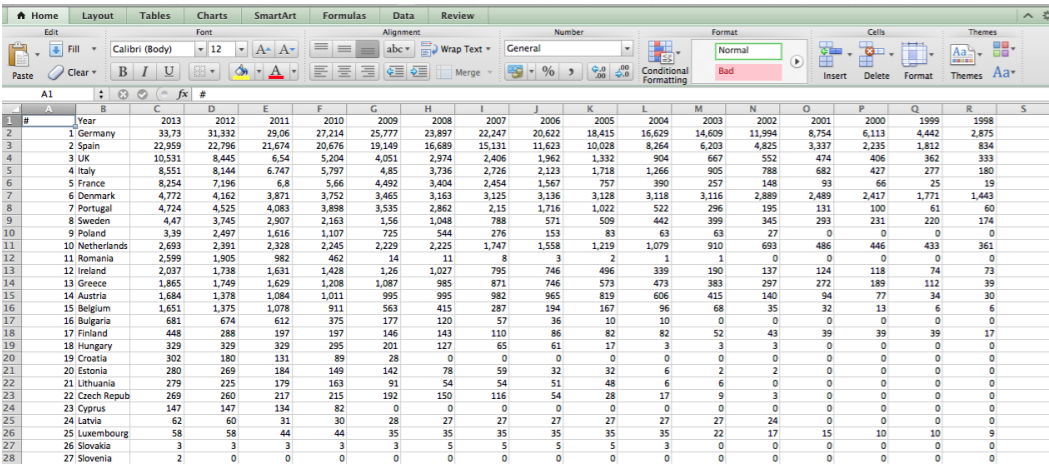 Home Layout Tables Charts SmartArt Formulas Data Review
Edit Font Alignment Number Format Cells Themes
Fill Calibri (Body) 12 A A abc Wrap Text General Normal
Paste Clear B I U A Merge % , Conditional Formatting Bad Insert Delete Format Themes Aa
A1 fx #
A B C D E F G H I J K L M N O P Q R S
1 # Year 2013 2012 2011 2010 2009 2008 2007 2006 2005 2004 2003 2002 2001 2000 1999 1998
2 1 Germany 33,73 31,332 29,06 27,214 25,777 23,897 22,247 20,622 18,415 16,629 14,609 11,994 8,754 6,113 4,442 2,875
3 2 Spain 22,959 22,796 21,674 20,676 19,149 16,689 15,131 11,623 10,028 8,264 6,203 4,825 3,337 2,235 1,812 834
4 3 UK 10,531 8,445 6,54 5,204 4,051 2,974 2,406 1,962 1,332 904 667 552 474 406 362 333
5 4 Italy 8,551 8,144 6.747 5,797 4,85 3,736 2,726 2,123 1,718 1,266 905 788 682 427 277 180
6 5 France 8,254 7,196 6,8 5,66 4,492 3,404 2,454 1,567 757 390 257 148 93 66 25 19
7 6 Denmark 4,772 4,162 3,871 3,752 3,465 3,163 3,125 3,136 3,128 3,118 3,116 2,889 2,489 2,417 1,771 1,443
8 7 Portugal 4,724 4,525 4,083 3,898 3,535 2,862 2,15 1,716 1,022 522 296 195 131 100 61 60
9 8 Sweden 4,47 3,745 2,907 2,163 1,56 1,048 788 571 509 442 399 345 293 231 220 174
10 9 Poland 3,39 2,497 1,616 1,107 725 544 276 153 83 63 63 27 0 0 0 0
11 10 Netherlands 2,693 2,391 2,328 2,245 2,229 2,225 1,747 1,558 1,219 1,079 910 693 486 446 433 361
12 11 Romania 2,599 1,905 982 462 14 11 8 3 2 1 1 0 0 0 0 0
13 12 Ireland 2,037 1,738 1,631 1,428 1,26 1,027 795 746 496 339 190 137 124 118 74 73
14 13 Greece 1,865 1,749 1,629 1,208 1,087 985 871 746 573 473 383 297 272 189 112 39
15 14 Austria 1,684 1,378 1,084 1,011 995 995 982 965 819 606 415 140 94 77 34 30
16 15 Belgium 1,651 1,375 1,078 911 563 415 287 194 167 96 68 35 32 13 6 6
17 16 Bulgaria 681 674 612 375 177 120 57 36 10 10 0 0 0 0 0 0
18 17 Finland 448 288 197 197 146 143 110 86 82 82 52 43 39 39 39 17
19 18 Hungary 329 329 329 295 201 127 65 61 17 3 3 3 0 0 0 0
20 19 Croatia 302 180 131 89 28 0 0 0 0 0 0 0 0 0 0 0
21 20 Estonia 280 269 184 149 142 78 59 32 32 6 2 2 0 0 0 0
22 21 Lithuania 279 225 179 163 91 54 54 51 48 6 6 0 0 0 0 0
23 22 Czech Repub 269 260 217 215 192 150 116 54 28 17 9 3 0 0 0 0
24 23 Cyprus 147 147 134 82 0 0 0 0 0 0 0 0 0 0 0 0
25 24 Latvia 62 60 31 30 28 27 27 27 27 27 27 24 0 0 0 0
26 25 Luxembourg 58 58 44 44 35 35 35 35 35 35 22 17 15 10 10 9
27 26 Slovakia 3 3 3 3 3 5 5 5 5 3 0 0 0 0 0 0
28 27 Slovenia 2 0 0 0 0 0 0 0 0 0 0 0 0 0 0 0